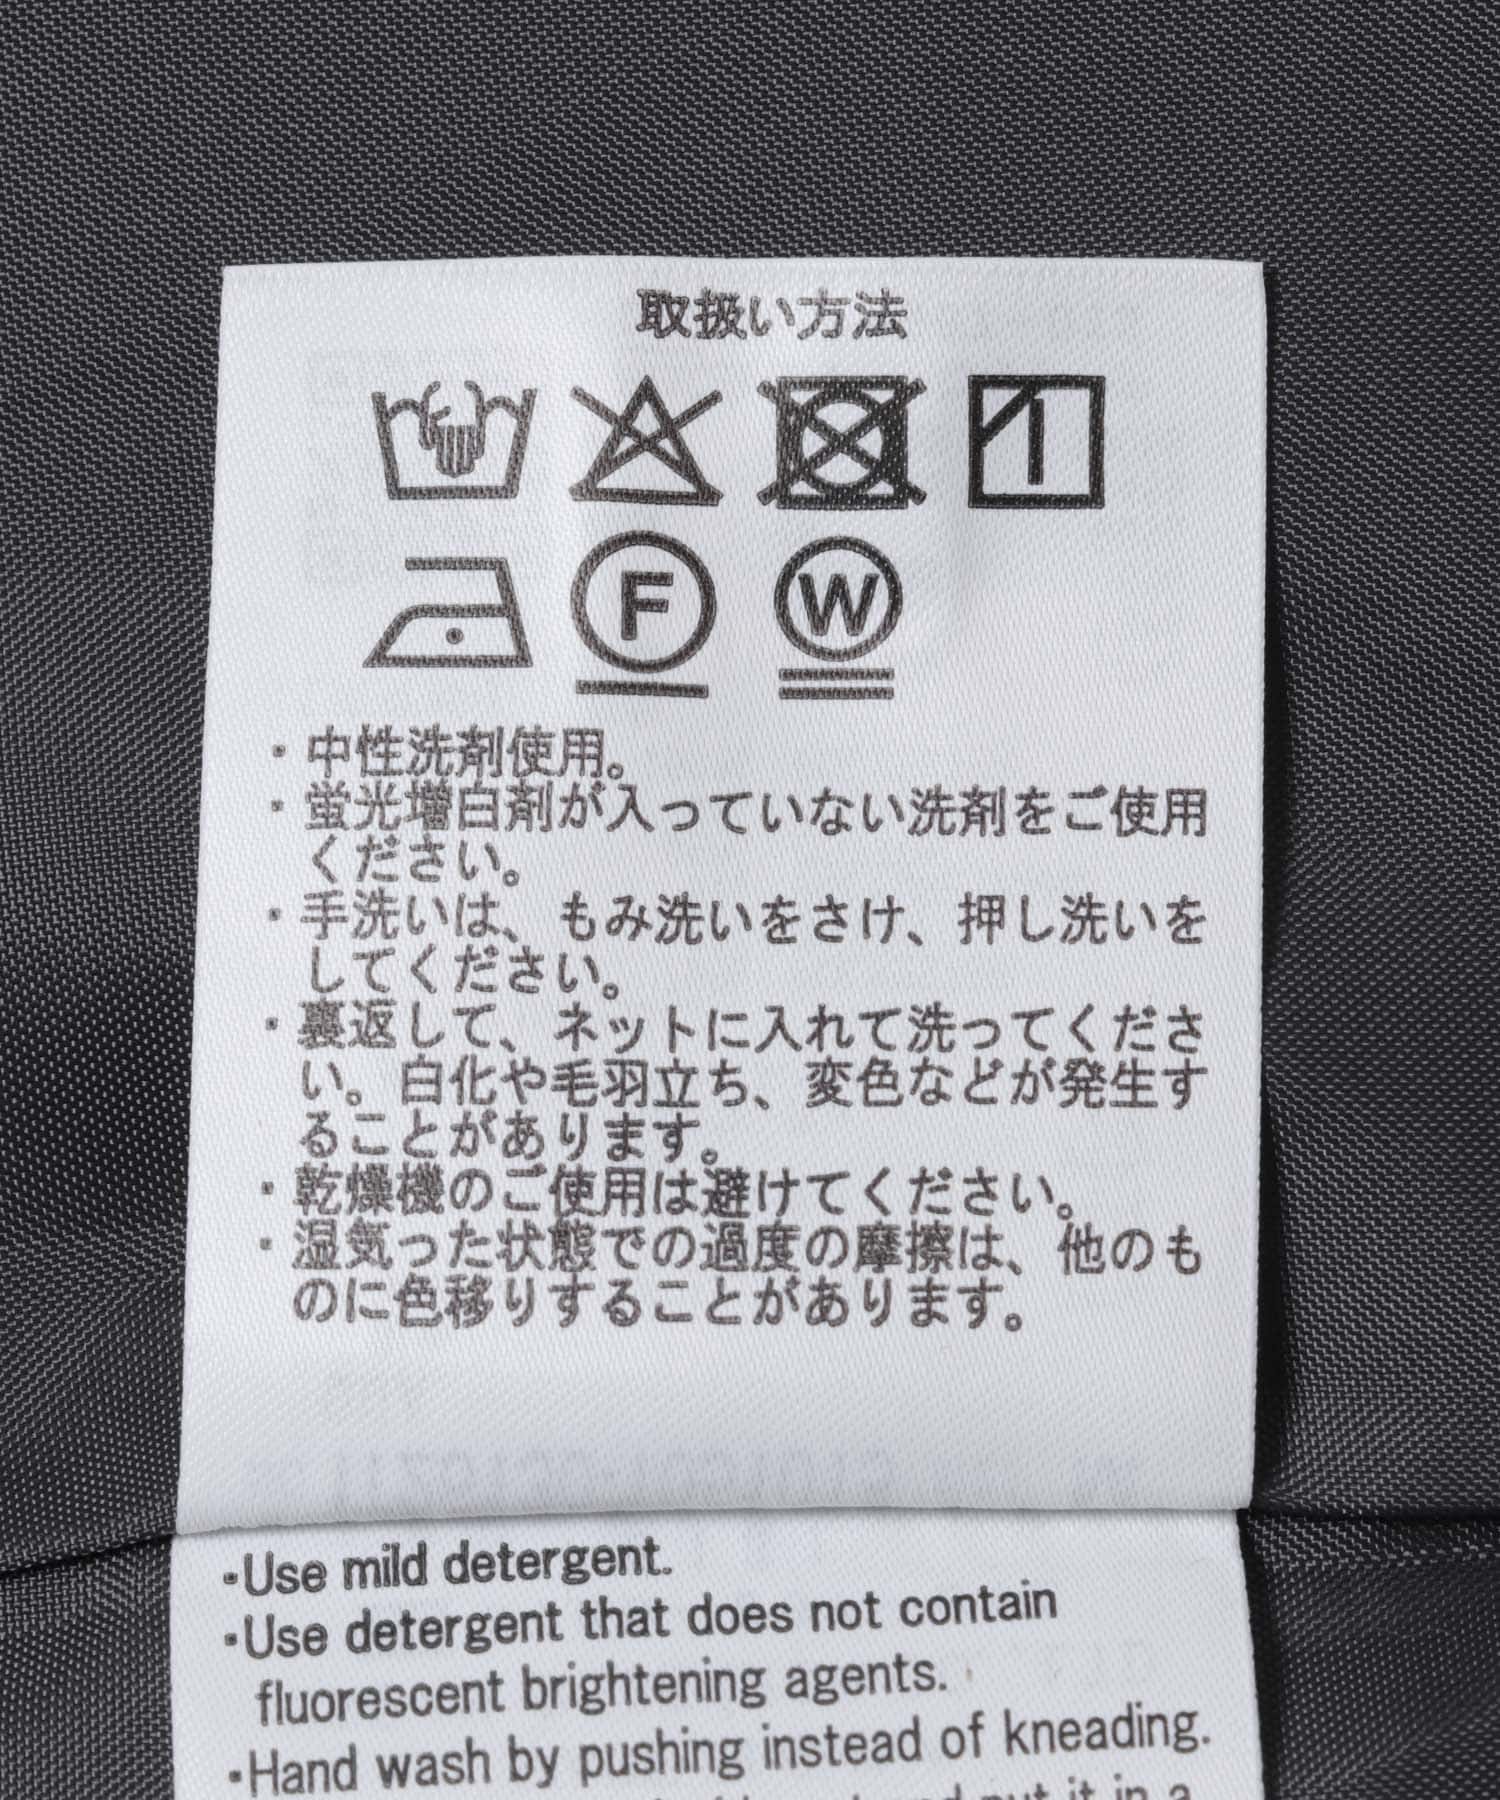 取扱い方法
F W
・中性洗剤使用。
・蛍光増白剤が入っていない洗剤をご使用
ください。
・手洗いは、もみ洗いをさけ、押し洗いを
してください。
・裏返して、ネットに入れて洗ってくださ
い。白化や毛羽立ち、変色などが発生す
ることがあります。
・乾燥機のご使用は避けてください。
・湿気った状態での過度の摩擦は、他のも
のに色移りすることがあります。
・Use mild detergent.
・Use detergent that does not contain
fluorescent brightening agents.
・Hand wash by pushing instead of kneading.
put it in a